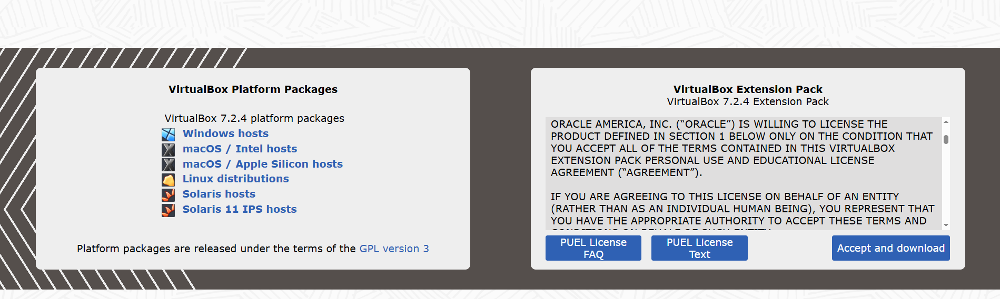 VirtualBox Platform Packages
VirtualBox 7.2.4 platform packages
Windows hosts
macOS / Intel hosts
macOS / Apple Silicon hosts
Linux distributions
Solaris hosts
Solaris 11 IPS hosts
Platform packages are released under the terms of the GPL version 3
VirtualBox Extension Pack
VirtualBox 7.2.4 Extension Pack
ORACLE AMERICA, INC. (“ORACLE”) IS WILLING TO LICENSE THE
PRODUCT DEFINED IN SECTION 1 BELOW ONLY ON THE CONDITION THAT
YOU ACCEPT ALL OF THE TERMS CONTAINED IN THIS VIRTUALBOX
EXTENSION PACK PERSONAL USE AND EDUCATIONAL LICENSE
AGREEMENT (“AGREEMENT”).
IF YOU ARE AGREEING TO THIS LICENSE ON BEHALF OF AN ENTITY
(RATHER THAN AS AN INDIVIDUAL HUMAN BEING), YOU REPRESENT THAT
YOU HAVE THE APPROPRIATE AUTHORITY TO ACCEPT THESE TERMS AND
CONDITIONS ON BEHALF OF SUCH ENTITY.
PUEL License
FAQ
PUEL License
Text
Accept and download